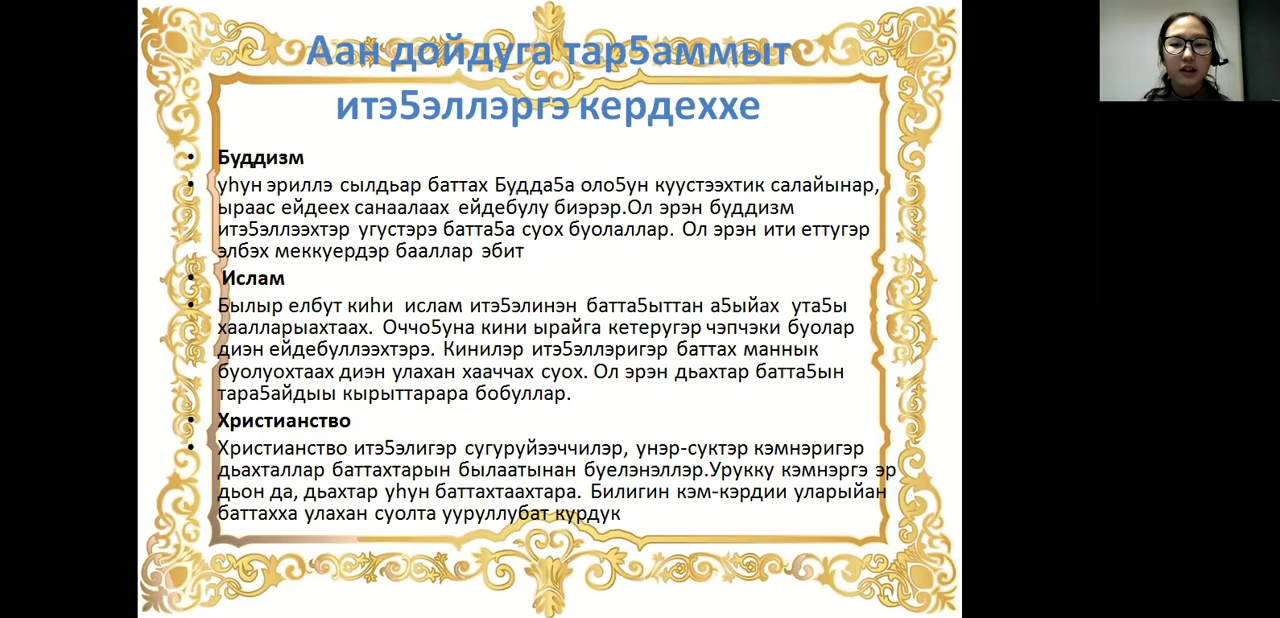 Аан дойдуга тар5аммыт
итэ5эллэргэ кердеххе
• Буддизм
• уһун эриллэ сылдьар баттах Будда5а оло5ун куустээхтик салайынар,
ыраас ейдеех санаалаах ейдебулу биэрэр.Ол эрэн буддизм
итэ5эллээхтэр угустэрэ батта5а суох буолаллар. Ол эрэн ити еттугэр
элбэх меккуердэр бааллар эбит
• Ислам
• Былыр елбут киһи ислам итэ5элинэн батта5ыттан а5ыйах ута5ы
хаалларыахтаах. Оччо5уна кини ырайга кетеругэр чэпчэки буолар
диэн ейдебуллээхтэрэ. Кинилэр итэ5эллэригэр баттах маннык
буолуохтаах диэн улахан хааччах суох. Ол эрэн дьахтар батта5ын
тара5айдыы кырыттарара бобуллар.
• Христианство
• Христианство итэ5элигэр сугуруйээччилэр, унэр-суктэр кэмнэригэр
дьахталлар баттахтарын былаатынан буелэнэллэр.Урукку кэмнэргэ эр
дьон да, дьахтар уһун баттахтаахтара. Билигин кэм-кэрдии уларыйан
баттахха улахан суолта ууруллубат курдук